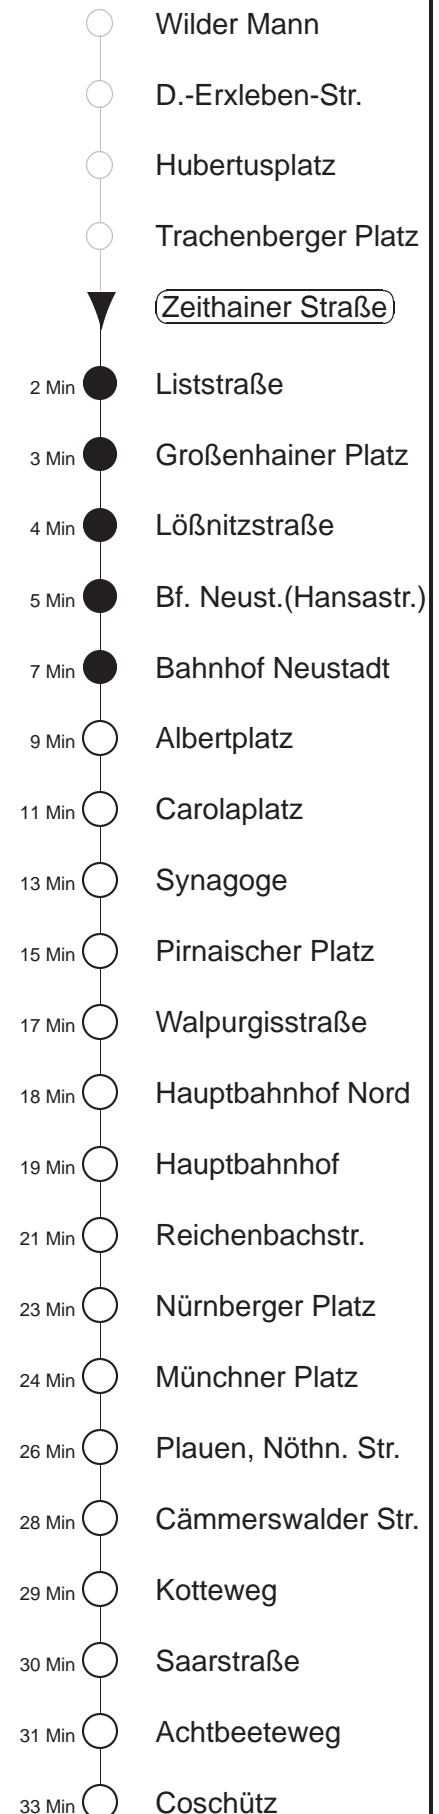 Wilder Mann
D.-Erxleben-Str.
Hubertusplatz
Trachenberger Platz
Zeithainer Straße
2 Min Liststraße
3 Min Großenhainer Platz
4 Min Lößnitzstraße
5 Min Bf. Neust.(Hansastr.)
7 Min Bahnhof Neustadt
9 Min Albertplatz
11 Min Carolaplatz
13 Min Synagoge
15 Min Pirnaischer Platz
17 Min Walpurgisstraße
18 Min Hauptbahnhof Nord
19 Min Hauptbahnhof
21 Min Reichenbachstr.
23 Min Nürnberger Platz
24 Min Münchner Platz
26 Min Plauen, Nöthn. Str.
28 Min Cämmerswalder Str.
29 Min Kotteweg
30 Min Saarstraße
31 Min Achtbeeteweg
33 Min Coschütz